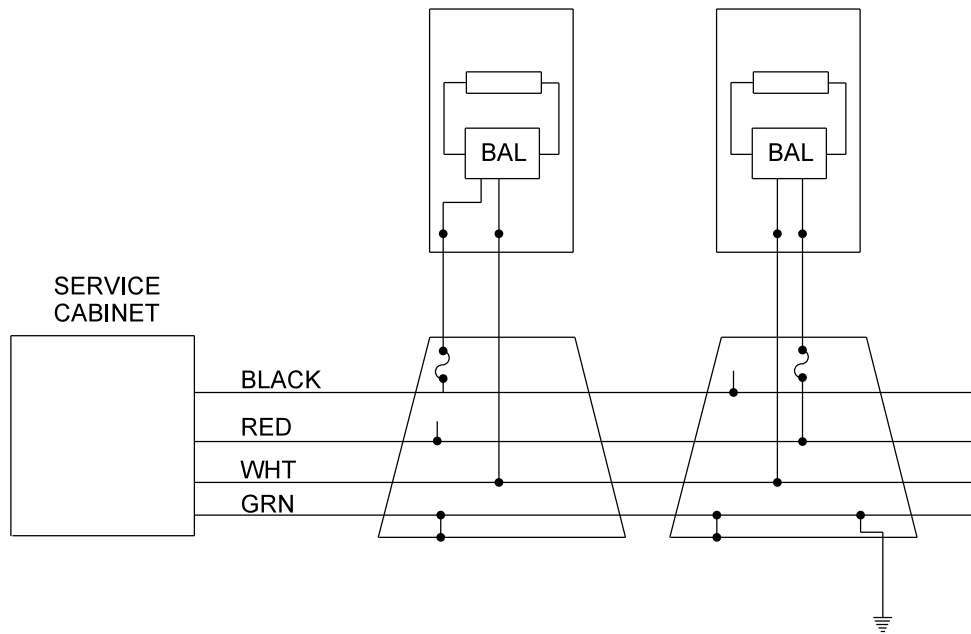 BAL
BAL
SERVICE
CABINET
BLACK
RED
WHT
GRN